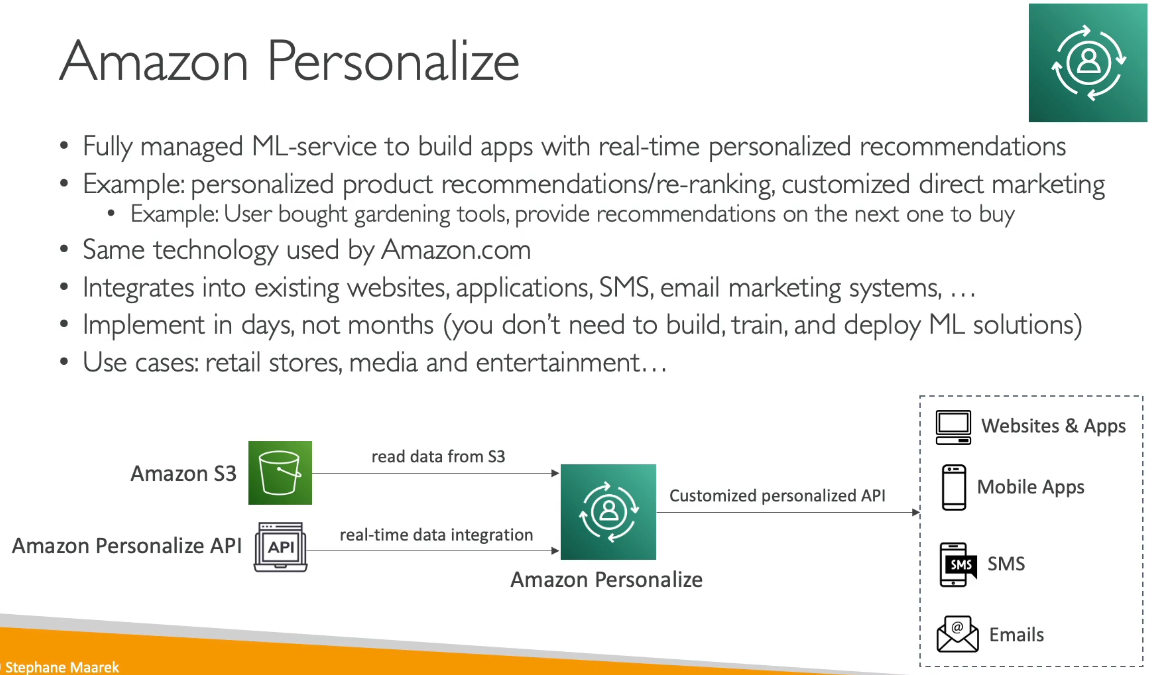 Amazon Personalize
• Fully managed ML-service to build apps with real-time personalized recommendations
• Example: personalized product recommendations/re-ranking, customized direct marketing
• Example: User bought gardening tools, provide recommendations on the next one to buy
• Same technology used by Amazon.com
• Integrates into existing websites, applications, SMS, email marketing systems, …
• Implement in days, not months (you don't need to build, train, and deploy ML solutions)
• Use cases: retail stores, media and entertainment…
Amazon S3
read data from S3
Amazon Personalize API
API
real-time data integration
Amazon Personalize
Customized personalized API
Websites & Apps
Mobile Apps
SMS
SMS
@
Emails
Stephane Maarek